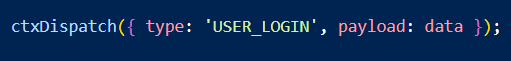 ctxDispatch({ type: 'USER_LOGIN', payload: data });